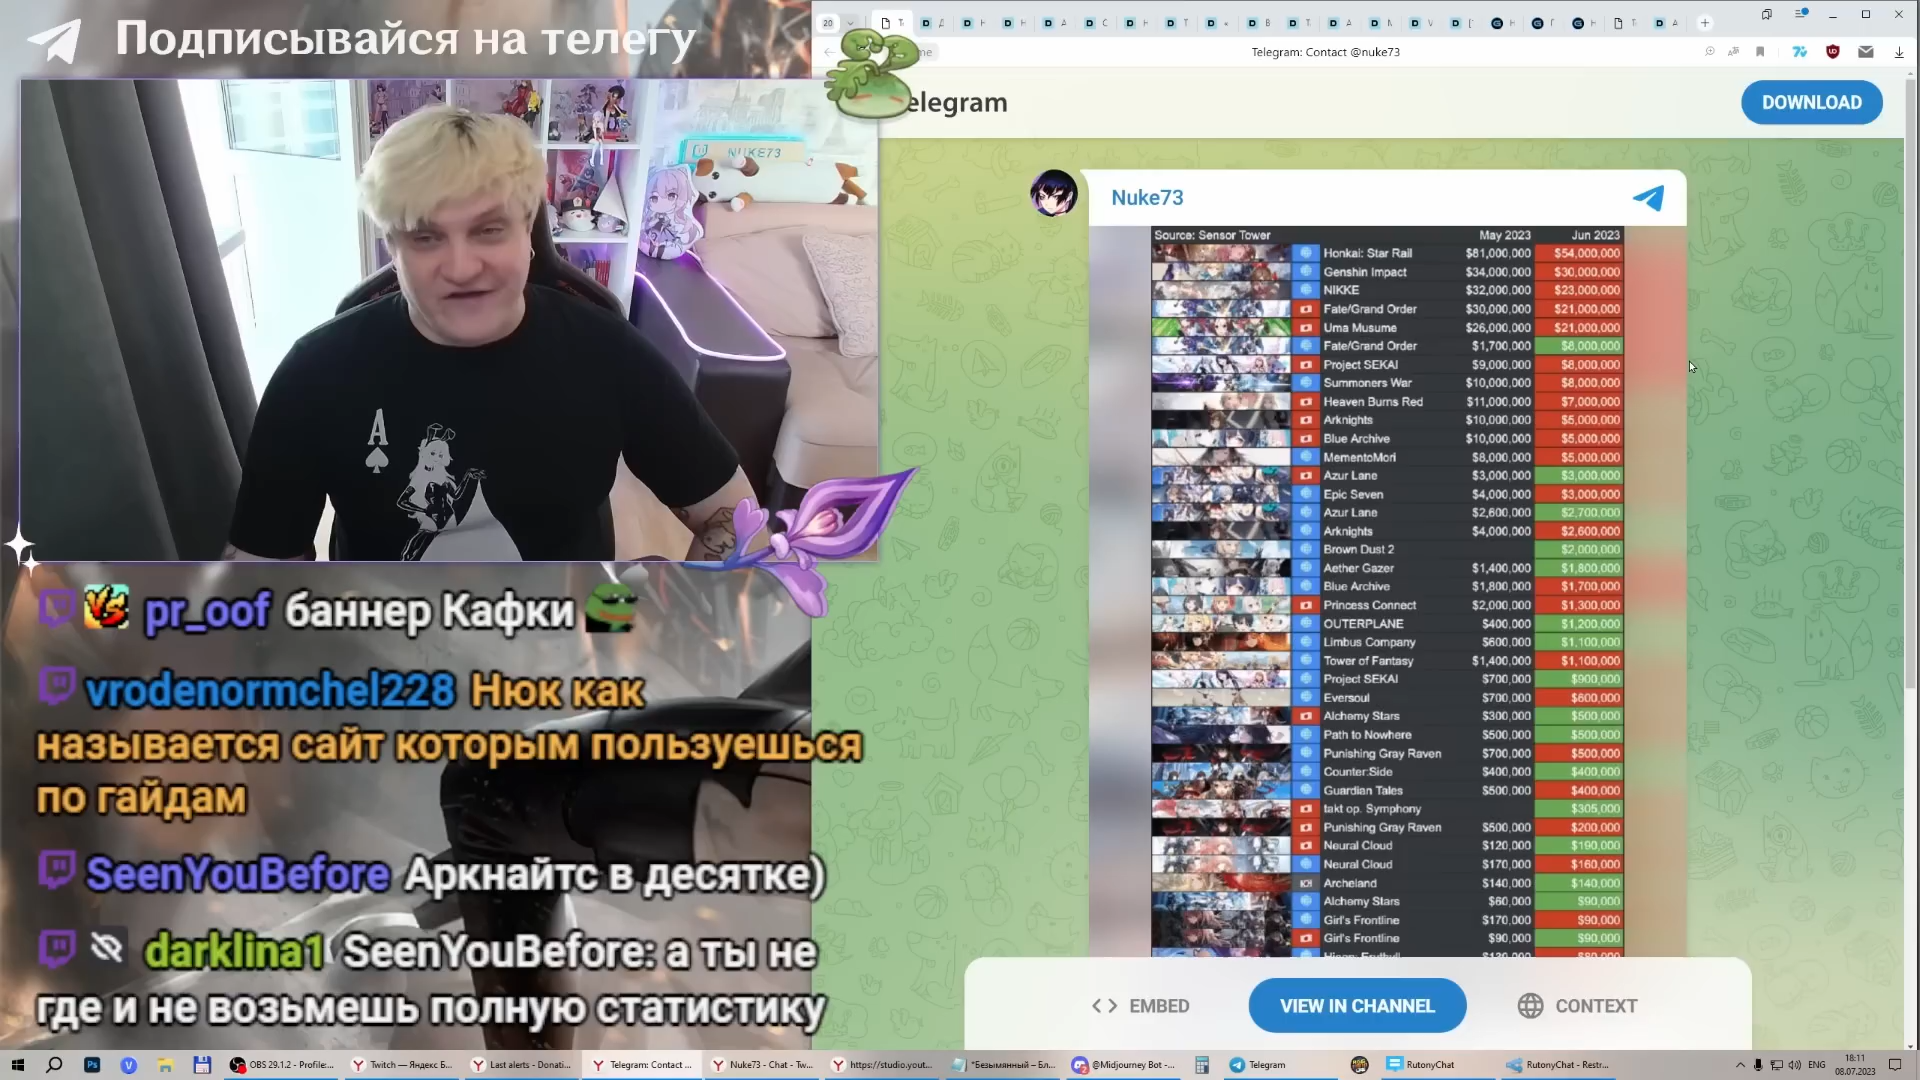 Подписывайся на телегу
NUKE73
A
pr_oof баннер Кафки
vrodenormchel228 Нюк как
называется сайт которым пользуешься
по гайдам
SeenYouBefore Аркнайтс в десятке)
darklina1 SeenYouBefore: а ты не
где и не возьмешь полную статистику
20
Telegram: Contact @nuke73
elegram
DOWNLOAD
Nuke73
Source: Sensor Tower May 2023 Jun 2023
Honkai: Star Rail $81,000,000 $54,000,000
Genshin Impact $34,000,000 $30,000,000
NIKKE $32,000,000 $23,000,000
Fate/Grand Order $30,000,000 $21,000,000
Uma Musume $26,000,000 $21,000,000
Fate/Grand Order $1,700,000 $8,000,000
Project SEKAI $9,000,000 $8,000,000
Summoners War $10,000,000 $8,000,000
Heaven Burns Red $11,000,000 $7,000,000
Arknights $10,000,000 $5,000,000
Blue Archive $10,000,000 $5,000,000
MementoMori $8,000,000 $5,000,000
Azur Lane $3,000,000 $3,000,000
Epic Seven $4,000,000 $3,000,000
Azur Lane $2,600,000 $2,700,000
Arknights $4,000,000 $2,600,000
Brown Dust 2 $2,000,000
Aether Gazer $1,400,000 $1,800,000
Blue Archive $1,800,000 $1,700,000
Princess Connect $2,000,000 $1,300,000
OUTERPLANE $400,000 $1,200,000
Limbus Company $600,000 $1,100,000
Tower of Fantasy $1,400,000 $1,100,000
Project SEKAI $700,000 $900,000
Eversoul $700,000 $600,000
Alchemy Stars $300,000 $500,000
Path to Nowhere $500,000 $500,000
Punishing Gray Raven $700,000 $500,000
Counter:Side $400,000 $400,000
Guardian Tales $500,000 $400,000
takt op. Symphony $305,000
Punishing Gray Raven $500,000 $200,000
Neural Cloud $120,000 $190,000
Neural Cloud $170,000 $160,000
Archeland $140,000 $140,000
Alchemy Stars $60,000 $90,000
Girl's Frontline $170,000 $90,000
Girl's Frontline $90,000 $90,000
EMBED
VIEW IN CHANNEL
CONTEXT
OBS 29.1.2 - Profile:...
Twitch — Яндекс Б...
Last alerts - Donati...
Telegram: Contact ...
Nuke73 - Chat - Tw...
https://studio.yout...
*Безымянный – Бл...
@Midjourney Bot -...
Telegram
RutonyChat
RutonyChat - Restr...
ENG
18:11
08.07.2023